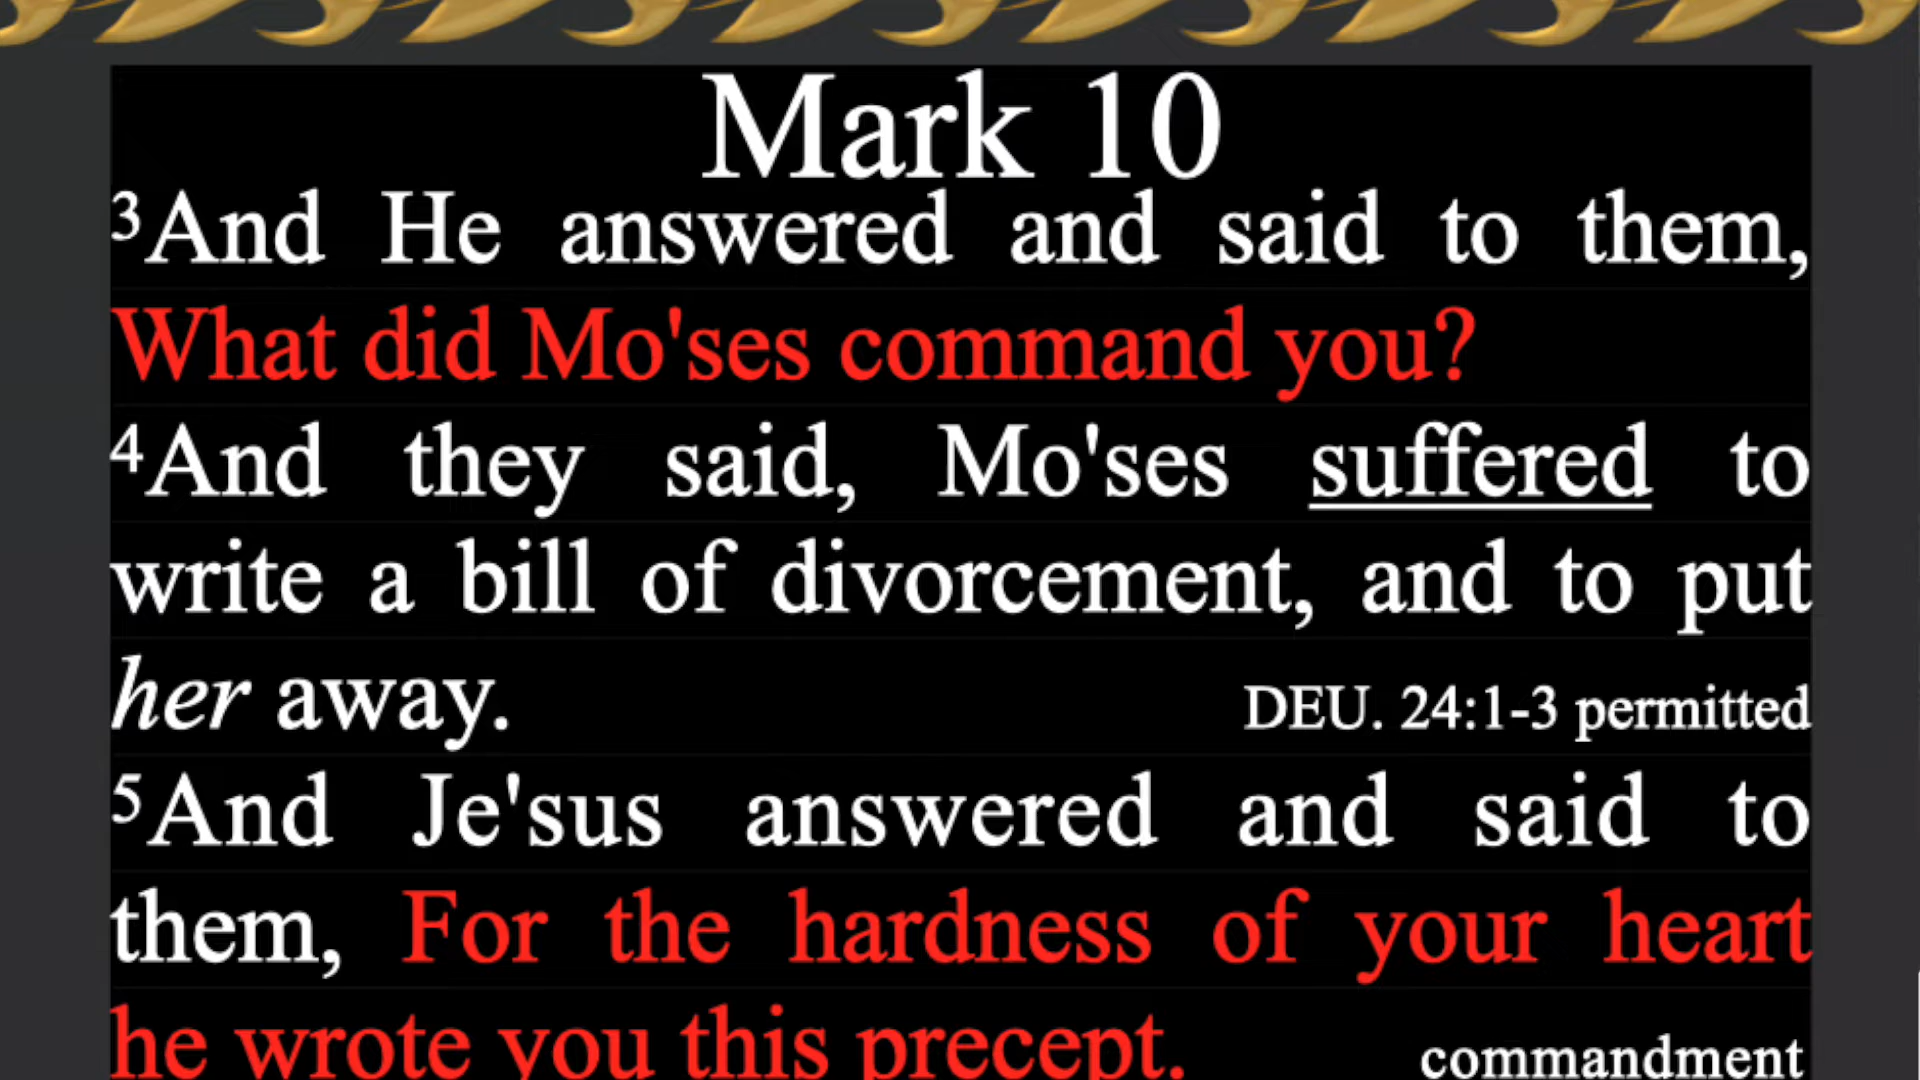 Mark 10
3And He answered and said to them,
What did Mo'ses command you?
4And they said, Mo'ses suffered to
write a bill of divorcement, and to put
her away. DEU. 24:1-3 permitted
5And Je'sus answered and said to
them, For the hardness of your heart
he wrote you this precept. commandment